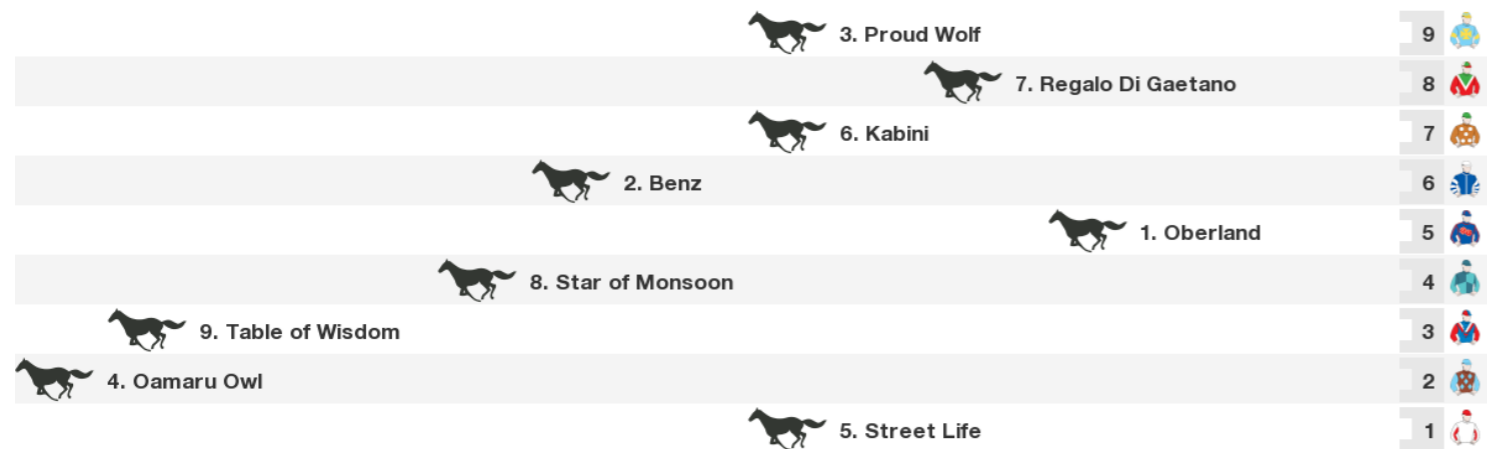 3. Proud Wolf 9
7. Regalo Di Gaetano 8
6. Kabini 7
2. Benz 6
1. Oberland 5
8. Star of Monsoon 4
9. Table of Wisdom 3
4. Oamaru Owl 2
5. Street Life 1